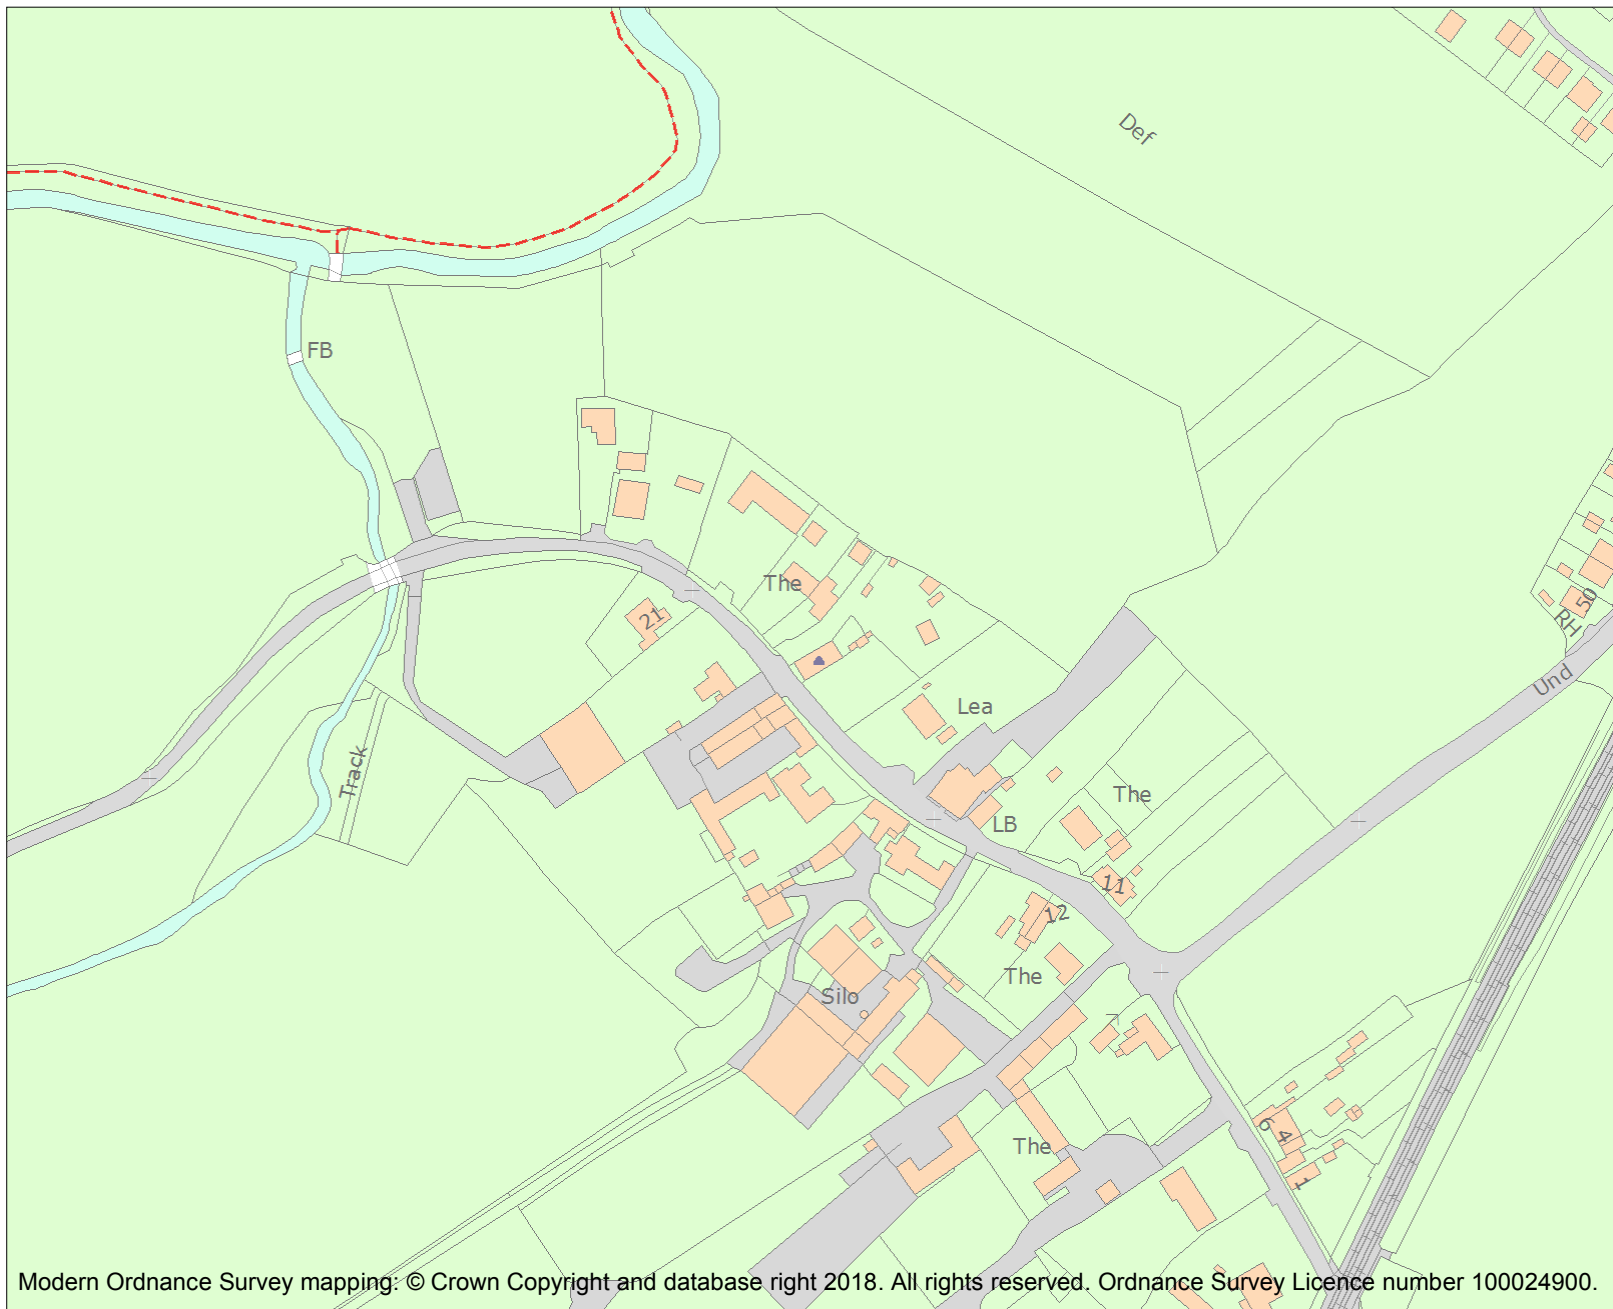 Def
FB
The
50
21
RH
Und
Lea
Track
The
LB
11
12
The
Silo
6 4
The
1
Modern Ordnance Survey mapping: © Crown Copyright and database right 2018. All rights reserved. Ordnance Survey Licence number 100024900.